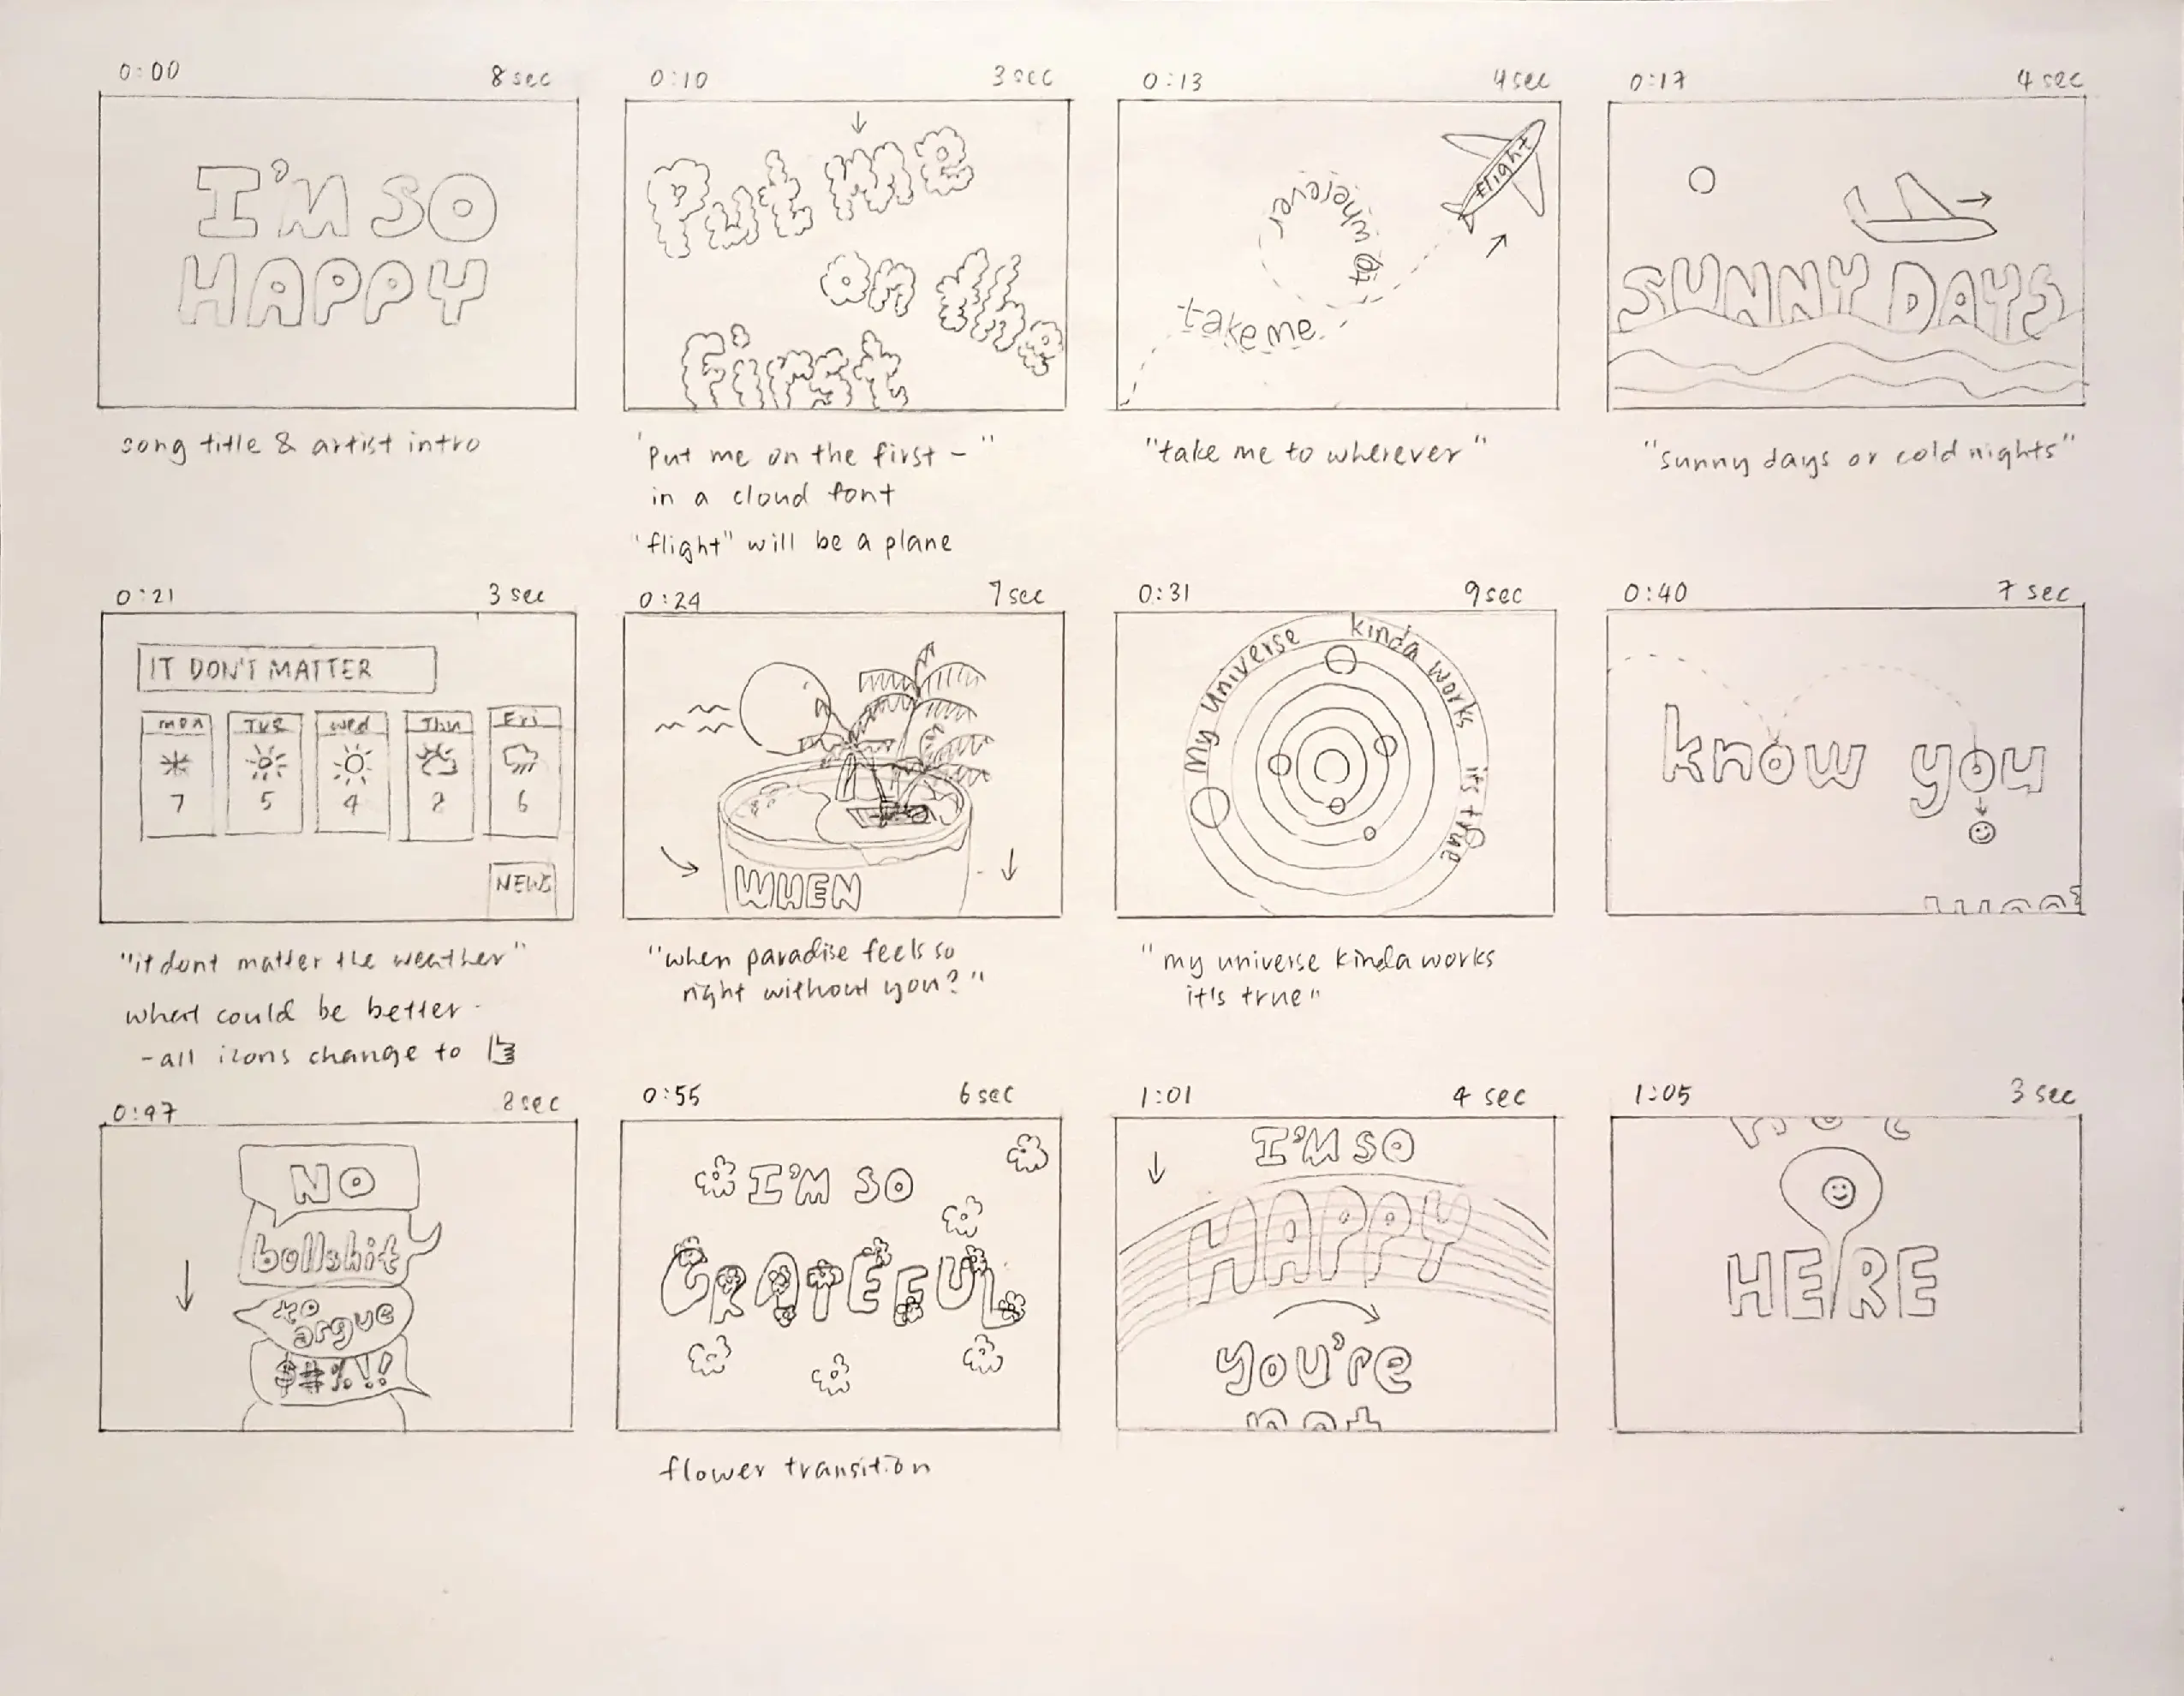 0:00 8 sec
I'M SO
HAPPY
song title & artist intro
0:10 3 sec
Put me
on the
First
"put me on the first - "
in a cloud font
"flight" will be a plane
0:13 4 sec
take me to wherever
flight
"take me to wherever"
0:17 4 sec
SUNNY DAYS
"sunny days or cold nights"
0:21 3 sec
IT DON'T MATTER
mon TUE wed Thu Fri
7 5 4 2 6
NEWS
"it dont matter the weather"
what could be better -
- all icons change to
0:24 7 sec
WHEN
"when paradise feels so
right without you?"
0:31 9 sec
My universe kinda works it's true
"my universe kinda works
it's true"
0:40 7 sec
know you
0:47 8 sec
NO
bullshit
to
argue
$#%!!
0:55 6 sec
I'M SO
GRATEFUL
flower transition
1:01 4 sec
I'M SO
HAPPY
you're
not
1:05 3 sec
HERE